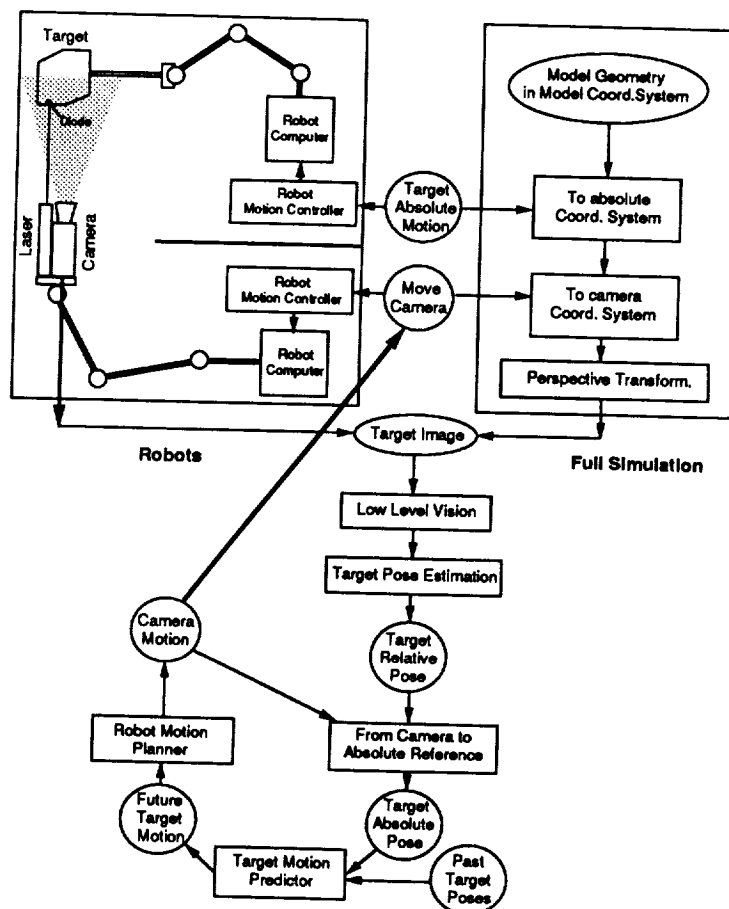 Target
Diode
Laser
Camera
Robot
Computer
Robot
Motion Controller
Robot
Motion Controller
Robot
Computer
Target
Absolute
Motion
Move
Camera
Model Geometry
in Model Coord.System
To absolute
Coord. System
To camera
Coord. System
Perspective Transform.
Robots
Target Image
Full Simulation
Low Level Vision
Target Pose Estimation
Camera
Motion
Target
Relative
Pose
Robot Motion
Planner
From Camera to
Absolute Reference
Future
Target
Motion
Target
Absolute
Pose
Target Motion
Predictor
Past
Target
Poses